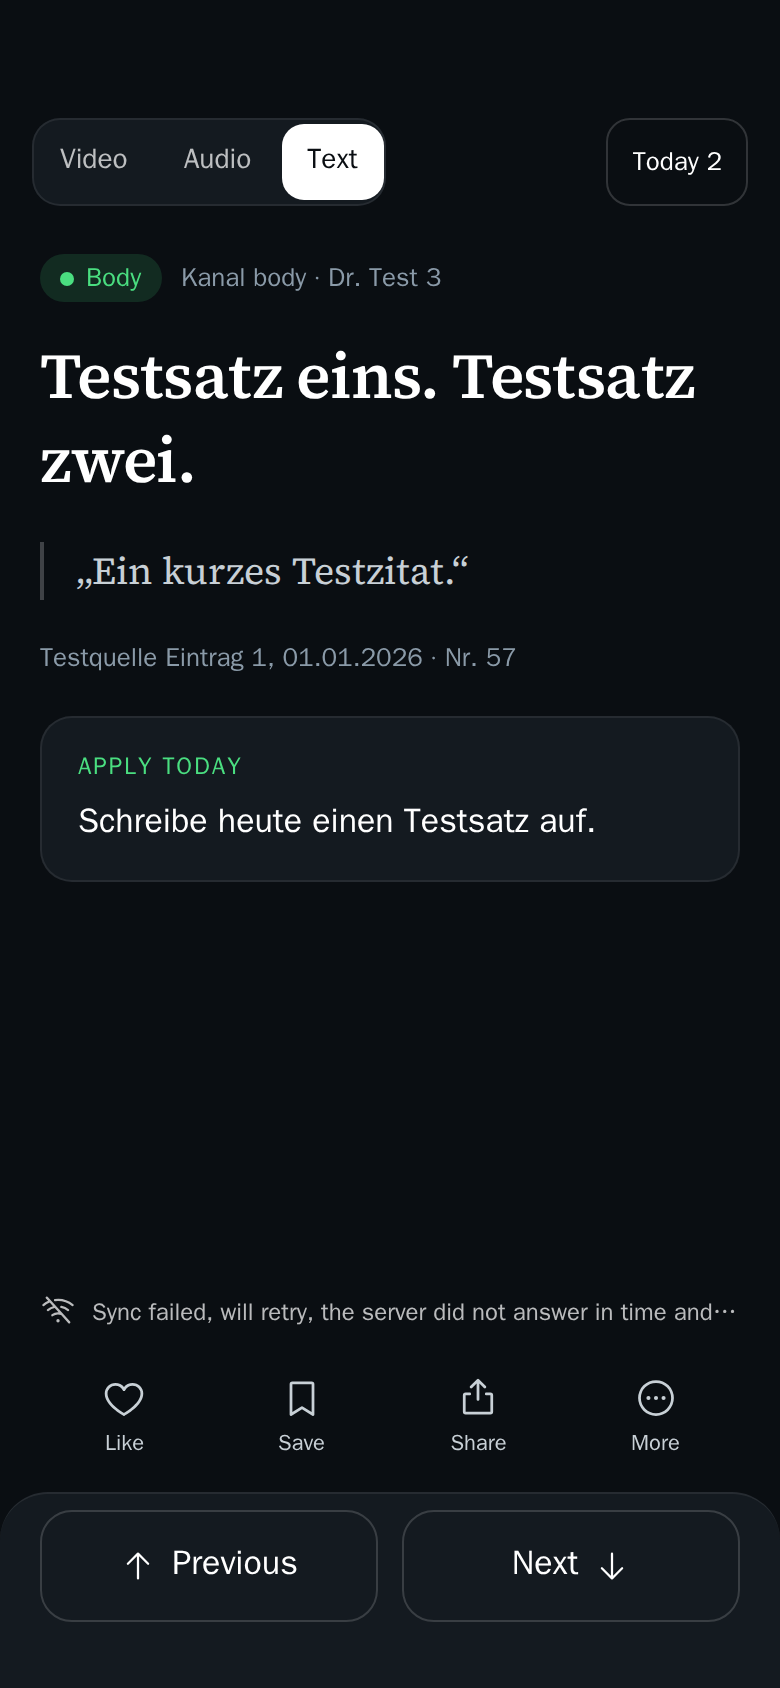 Video Audio Text Today 2
Body Kanal body · Dr. Test 3
Testsatz eins. Testsatz
zwei.
„Ein kurzes Testzitat.“
Testquelle Eintrag 1, 01.01.2026 · Nr. 57
APPLY TODAY
Schreibe heute einen Testsatz auf.
Sync failed, will retry, the server did not answer in time and…
Like Save Share More
↑ Previous Next ↓